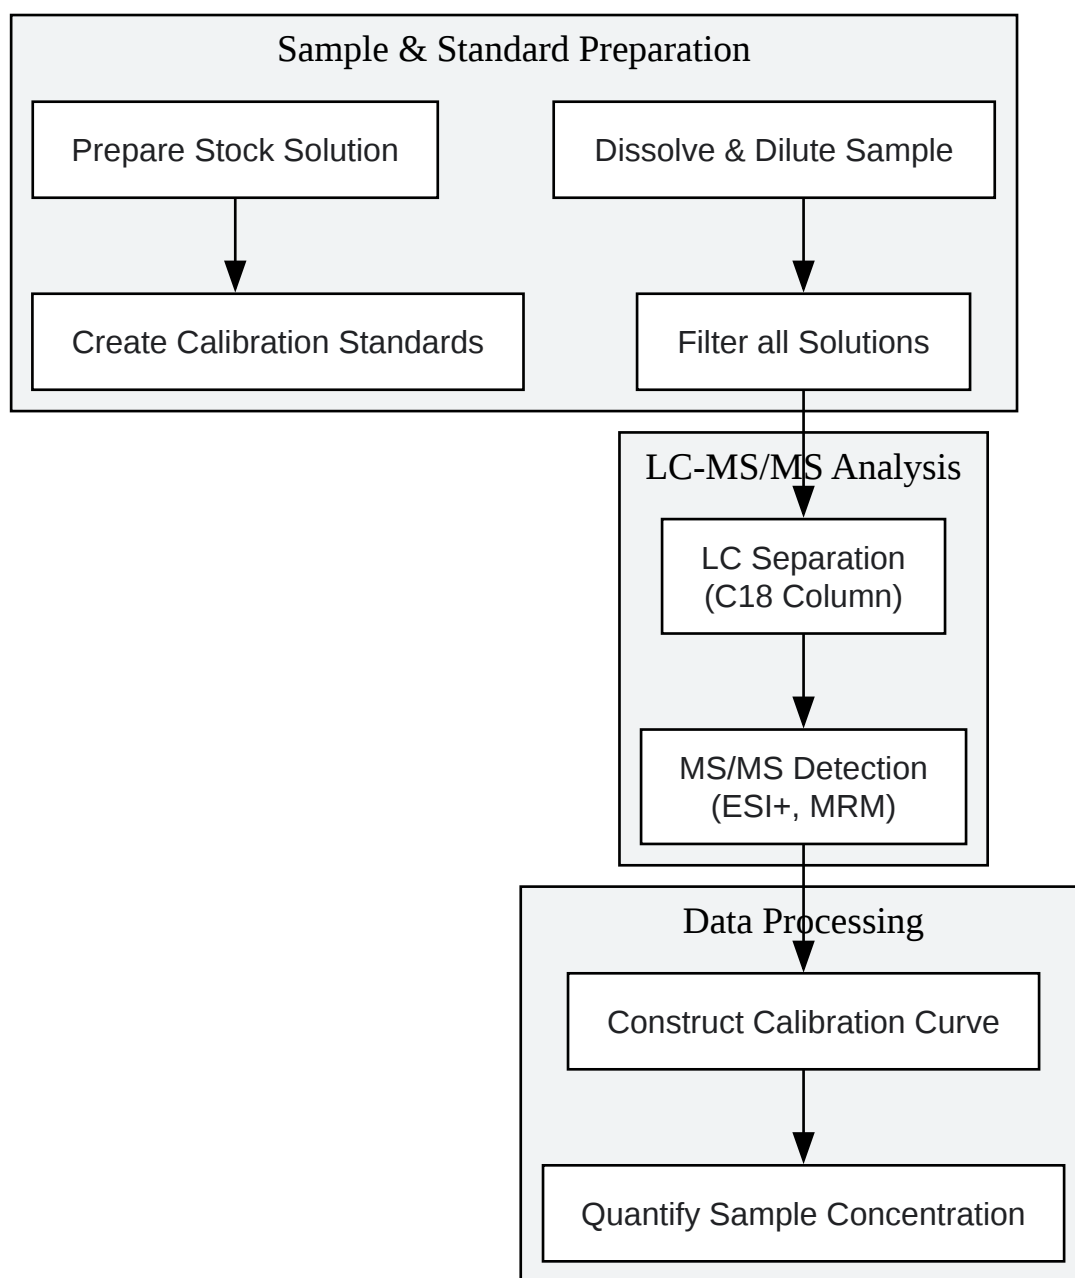 Sample & Standard Preparation
Prepare Stock Solution
Dissolve & Dilute Sample
Create Calibration Standards
Filter all Solutions
LC-MS/MS Analysis
LC Separation
(C18 Column)
MS/MS Detection
(ESI+, MRM)
Data Processing
Construct Calibration Curve
Quantify Sample Concentration